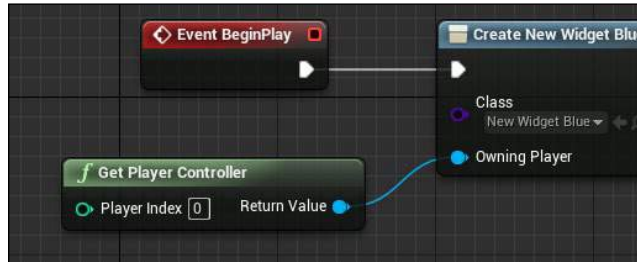 Event BeginPlay
Create New Widget Blu
Class
New Widget Blue
Owning Player
f Get Player Controller
Player Index 0
Return Value